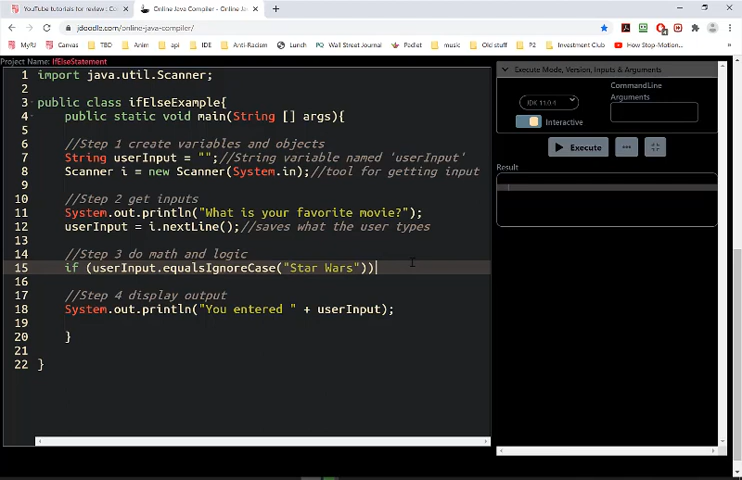 YouTube tutorials for review : Co
Online Java Compiler - Online Jav
jdoodle.com/online-java-compiler/
MyRJ
Canvas
TBD
api/
IDE
Anti-Racism
Lunch
Wall Street Journal
Padlet
music
Old stuff
P2
Investment Club
How Stop-Motion...
Project Name: IfElseStatement
1 import java.util.Scanner;
2
3 public class ifElseExample{
4 public static void main(String [] args){
5
6 //Step 1 create variables and objects
7 String userInput = "";//String variable named 'userInput'
8 Scanner i = new Scanner(System.in);//tool for getting input
9
10 //Step 2 get inputs
11 System.out.println("What is your favorite movie?");
12 userInput = i.nextLine();//saves what the user types
13
14 //Step 3 do math and logic
15 if (userInput.equalsIgnoreCase("Star Wars"))
16
17 //Step 4 display output
18 System.out.println("You entered " + userInput);
19
20 }
21
22 }
Execute Mode, Version, Inputs & Arguments
JDK 11.0.4
Interactive
CommandLine
Arguments
Execute
...
Result